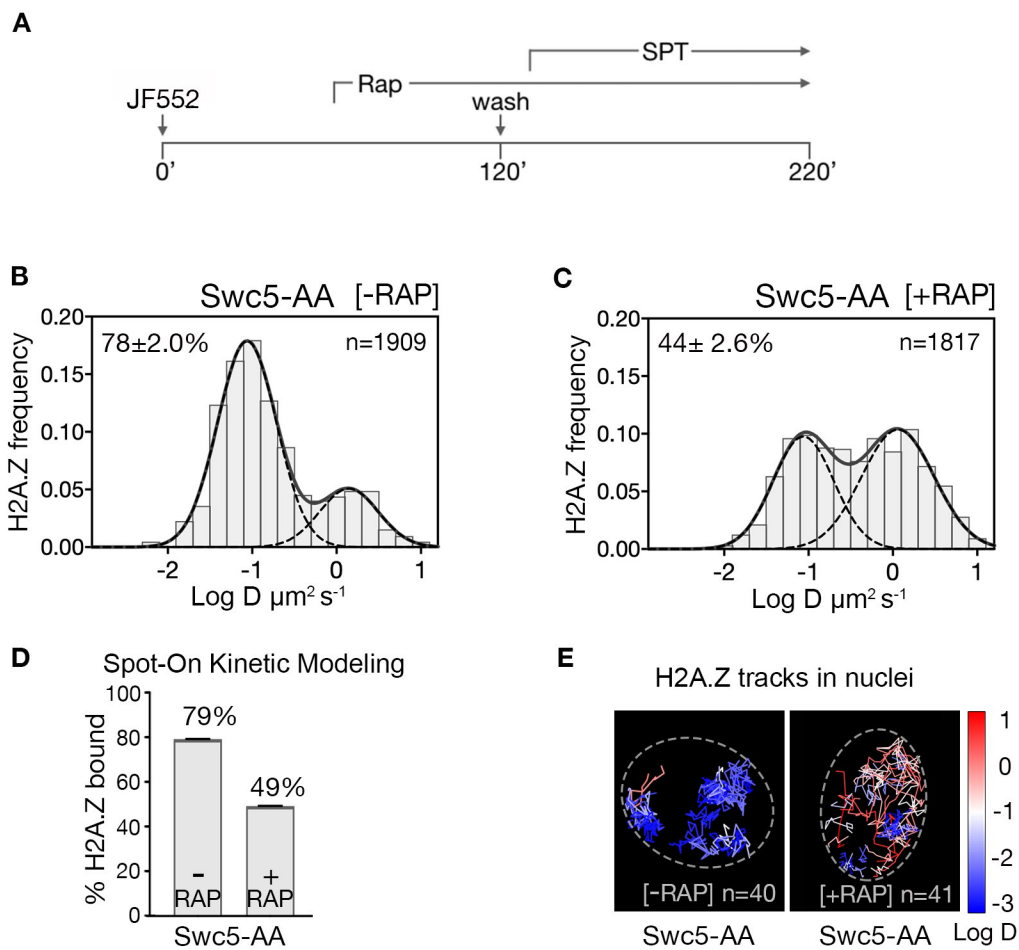 A
SPT
Rap
JF552
wash
0’
120’
220’
B
Swc5-AA [-RAP]
0.20
78±2.0%
n=1909
0.15
0.10
0.05
0.00
H2A.Z frequency
-2
-1
0
1
Log D μm² s⁻¹
C
Swc5-AA [+RAP]
0.20
44± 2.6%
n=1817
0.15
0.10
0.05
0.00
H2A.Z frequency
-2
-1
0
1
Log D μm² s⁻¹
D
Spot-On Kinetic Modeling
100
80
60
40
20
0
% H2A.Z bound
79%
49%
-
RAP
+
RAP
Swc5-AA
E
H2A.Z tracks in nuclei
[-RAP] n=40
[+RAP] n=41
Swc5-AA
Swc5-AA
1
0
-1
-2
-3
Log D